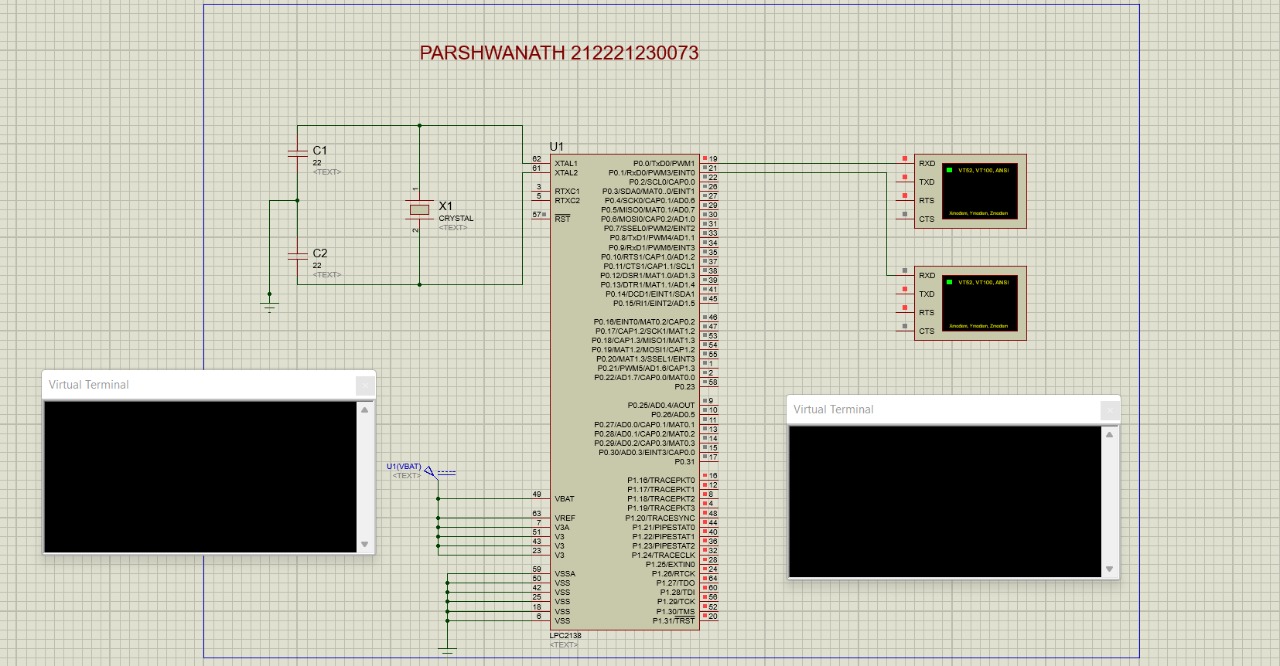 PARSHWANATH 212221230073
C1
22
<TEXT>
C2
22
<TEXT>
1
X1
CRYSTAL
<TEXT>
2
U1
62 XTAL1
61 XTAL2
3 RTXC1
5 RTXC2
57 RST
P0.0/TxD0/PWM1 19
P0.1/RxD0/PWM3/EINT0 21
P0.2/SCL0/CAP0.0 22
P0.3/SDA0/MAT0..0/EINT1 26
P0.4/SCK0/CAP0.1/AD0.6 27
P0.5/MISO0/MAT0.1/AD0.7 29
P0.6/MOSI0/CAP0.2/AD1.0 30
P0.7/SSEL0/PWM2/EINT2 31
P0.8/TxD1/PWM4/AD1.1 33
P0.9/RxD1/PWM6/EINT3 34
P0.10/RTS1/CAP1.0/AD1.2 35
P0.11/CTS1/CAP1.1/SCL1 37
P0.12/DSR1/MAT1.0/AD1.3 38
P0.13/DTR1/MAT1.1/AD1.4 39
P0.14/DCD1/EINT1/SDA1 41
P0.15/RI1/EINT2/AD1.5 45
P0.16/EINT0/MAT0.2/CAP0.2 46
P0.17/CAP1.2/SCK1/MAT1.2 47
P0.18/CAP1.3/MISO1/MAT1.3 53
P0.19/MAT1.2/MOSI1/CAP1.2 54
P0.20/MAT1.3/SSEL1/EINT3 55
P0.21/PWM5/AD1.6/CAP1.3 1
P0.22/AD1.7/CAP0.0/MAT0.0 2
P0.23 58
P0.25/AD0.4/AOUT 9
P0.26/AD0.5 10
P0.27/AD0.0/CAP0.1/MAT0.1 11
P0.28/AD0.1/CAP0.2/MAT0.2 13
P0.29/AD0.2/CAP0.3/MAT0.3 14
P0.30/AD0.3/EINT3/CAP0.0 15
P0.31 17
P1.16/TRACEPKT0 16
P1.17/TRACEPKT1 12
P1.18/TRACEPKT2 8
P1.19/TRACEPKT3 4
P1.20/TRACESYNC 48
P1.21/PIPESTAT0 44
P1.22/PIPESTAT1 40
P1.23/PIPESTAT2 36
P1.24/TRACECLK 32
P1.25/EXTIN0 28
P1.26/RTCK 24
P1.27/TDO 64
P1.28/TDI 60
P1.29/TCK 56
P1.30/TMS 52
P1.31/TRST 20
U1(VBAT)
<TEXT>
49 VBAT
63 VREF
7 V3A
51 V3
43 V3
23 V3
59 VSSA
50 VSS
42 VSS
25 VSS
18 VSS
6 VSS
LPC2138
<TEXT>
RXD
TXD
RTS
CTS
VT52, VT100, ANSI
Xmodem, Ymodem, Zmodem
RXD
TXD
RTS
CTS
VT52, VT100, ANSI
Xmodem, Ymodem, Zmodem
Virtual Terminal
Virtual Terminal